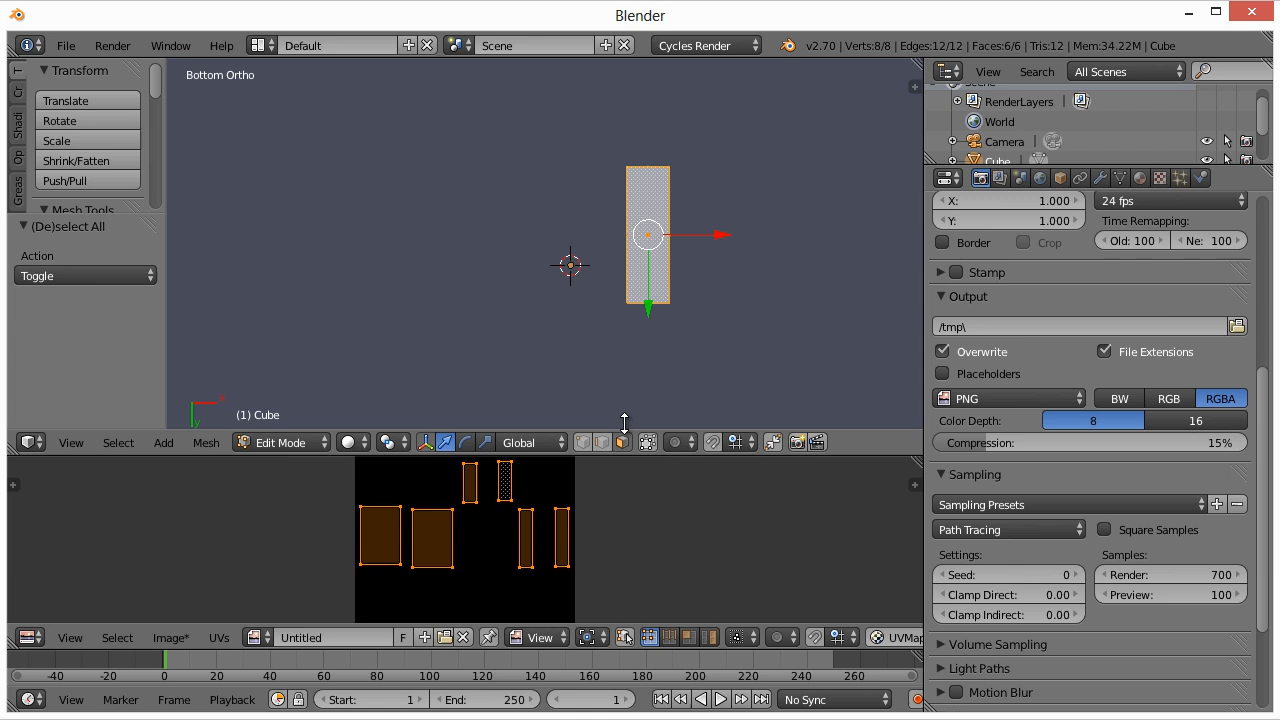 Blender
File Render Window Help Default Scene Cycles Render v2.70 | Verts:8/8 | Edges:12/12 | Faces:6/6 | Tris:12 | Mem:34.22M | Cube
Transform
Translate
Rotate
Scale
Shrink/Fatten
Push/Pull
Mesh Tools
Cr
Shadi
Op
Greas
(De)select All
Action
Toggle
Bottom Ortho
x
y
(1) Cube
View Select Add Mesh Edit Mode Global
View Search All Scenes
Scene
RenderLayers
World
Camera
Cube
X: 1.000 24 fps
Y: 1.000 Time Remapping:
Border Crop Old: 100 Ne: 100
Stamp
Output
/tmp\
Overwrite File Extensions
Placeholders
PNG BW RGB RGBA
Color Depth: 8 16
Compression: 15%
Sampling
Sampling Presets
Path Tracing Square Samples
Settings: Samples:
Seed: 0 Render: 700
Clamp Direct: 0.00 Preview: 100
Clamp Indirect: 0.00
Volume Sampling
Light Paths
Motion Blur
View Select Image* UVs Untitled F View UVMap
-40 -20 0 20 40 60 80 100 120 140 160 180 200 220 240 260
View Marker Frame Playback Start: 1 End: 250 1 No Sync